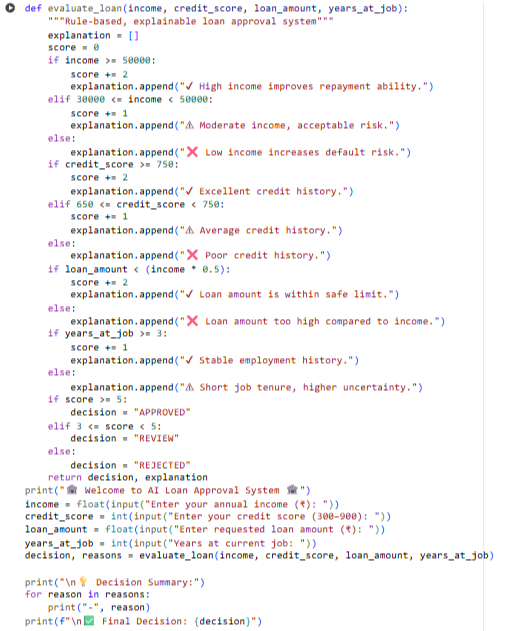 def evaluate_loan(income, credit_score, loan_amount, years_at_job):
    """Rule-based, explainable loan approval system"""
    explanation = []
    score = 0
    if income >= 50000:
        score += 2
        explanation.append("✓ High income improves repayment ability.")
    elif 30000 <= income < 50000:
        score += 1
        explanation.append("⚠ Moderate income, acceptable risk.")
    else:
        explanation.append("❌ Low income increases default risk.")
    if credit_score >= 750:
        score += 2
        explanation.append("✓ Excellent credit history.")
    elif 650 <= credit_score < 750:
        score += 1
        explanation.append("⚠ Average credit history.")
    else:
        explanation.append("❌ Poor credit history.")
    if loan_amount < (income * 0.5):
        score += 2
        explanation.append("✓ Loan amount is within safe limit.")
    else:
        explanation.append("❌ Loan amount too high compared to income.")
    if years_at_job >= 3:
        score += 1
        explanation.append("✓ Stable employment history.")
    else:
        explanation.append("⚠ Short job tenure, higher uncertainty.")
    if score >= 5:
        decision = "APPROVED"
    elif 3 <= score < 5:
        decision = "REVIEW"
    else:
        decision = "REJECTED"
    return decision, explanation
print("🏦 Welcome to AI Loan Approval System 🏦")
income = float(input("Enter your annual income (₹): "))
credit_score = int(input("Enter your credit score (300-900): "))
loan_amount = float(input("Enter requested loan amount (₹): "))
years_at_job = int(input("Years at current job: "))
decision, reasons = evaluate_loan(income, credit_score, loan_amount, years_at_job)

print("\n💡 Decision Summary:")
for reason in reasons:
    print("-", reason)
print(f"\n✅ Final Decision: {decision}")